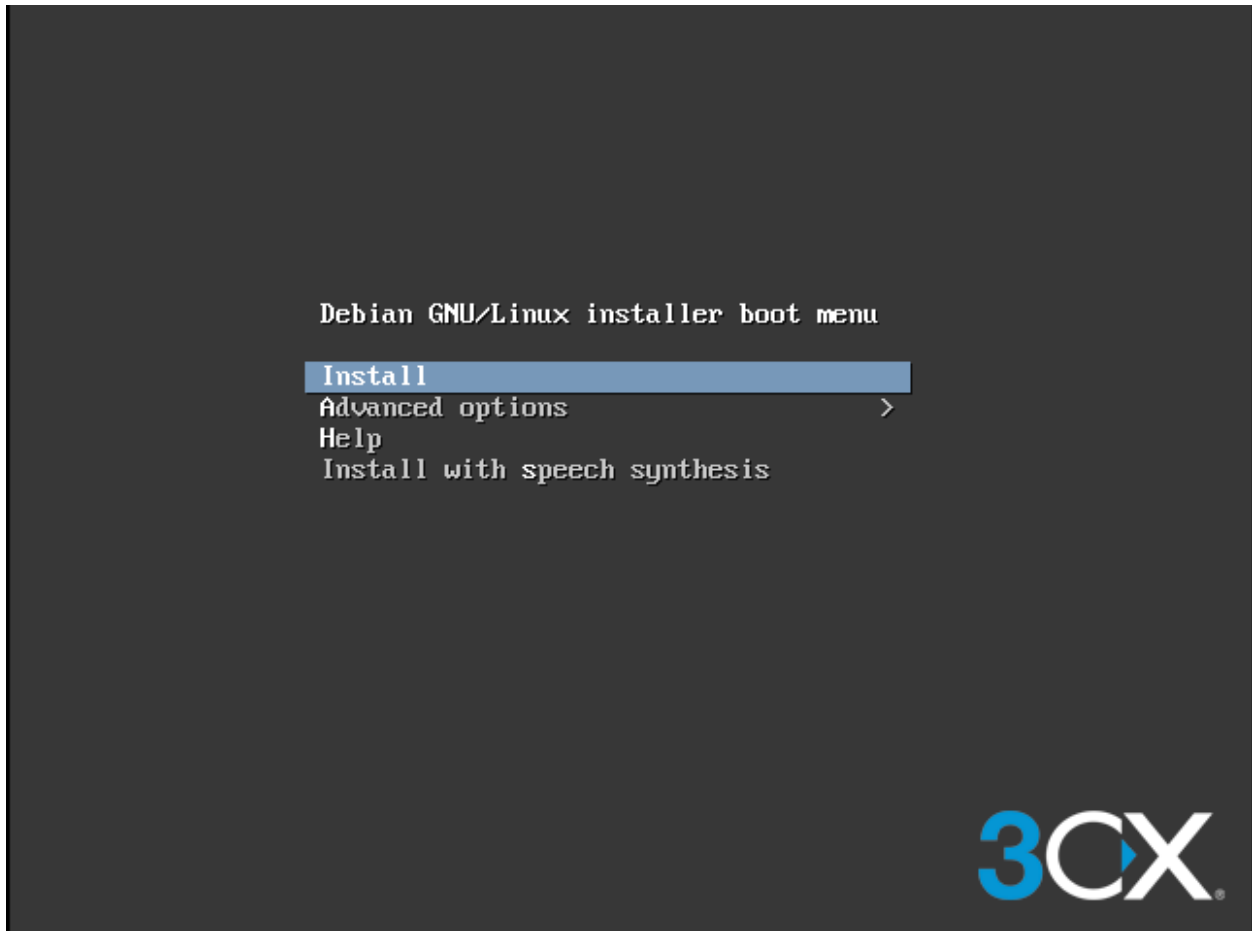 Debian GNU/Linux installer boot menu
Install
Advanced options >
Help
Install with speech synthesis
3CX®